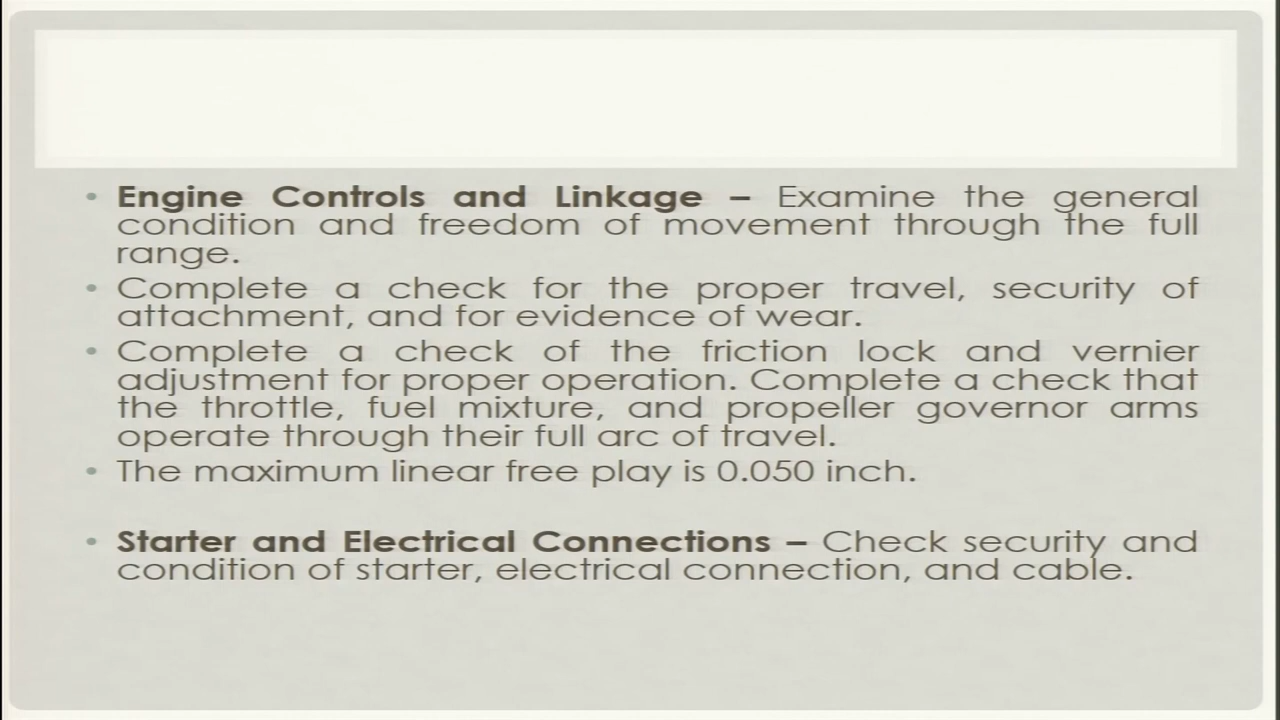 • Engine Controls and Linkage – Examine the general
condition and freedom of movement through the full
range.
• Complete a check for the proper travel, security of
attachment, and for evidence of wear.
• Complete a check of the friction lock and vernier
adjustment for proper operation. Complete a check that
the throttle, fuel mixture, and propeller governor arms
operate through their full arc of travel.
• The maximum linear free play is 0.050 inch.
• Starter and Electrical Connections – Check security and
condition of starter, electrical connection, and cable.